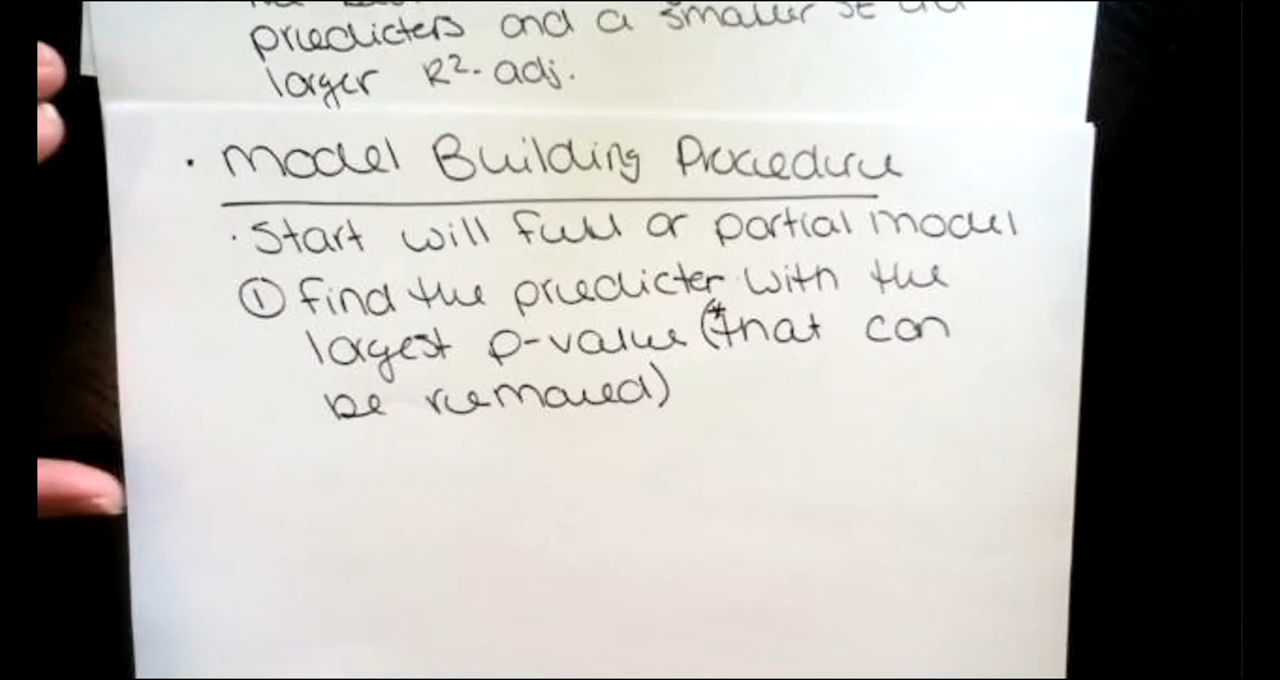 predicters and a smaller se
larger R²-adj.
· Model Building Procedure
· Start will full or partial model
① find the predicter with the
largest p-value (*that can
be removed)